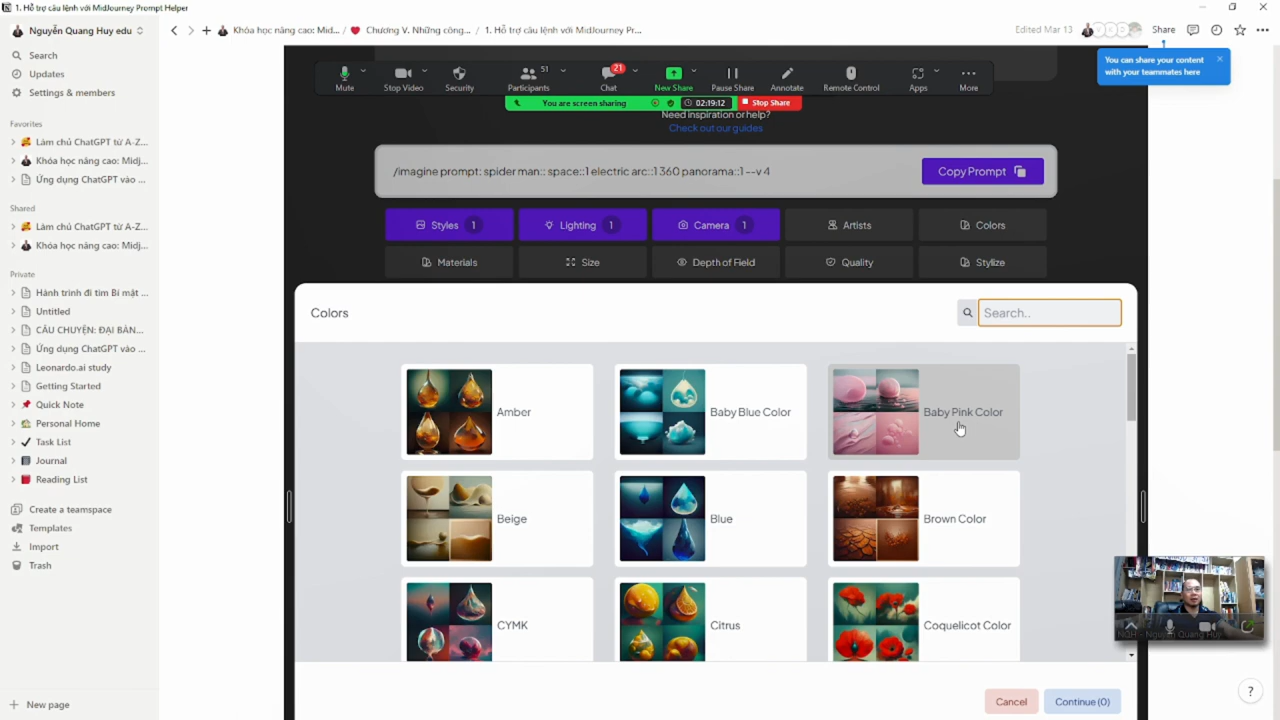 1. Hỗ trợ câu lệnh với MidJourney Prompt Helper
Nguyễn Quang Huy edu
Khóa học nâng cao: Mid...
/
Chương V. Những công...
/
1. Hỗ trợ câu lệnh với MidJourney Pr...
Edited Mar 13
Share
Search
Updates
Settings & members
You can share your content
with your teammates here
Mute
Stop Video
Security
51
Participants
21
Chat
New Share
Pause Share
Annotate
Remote Control
Apps
More
You are screen sharing
02:19:12
Stop Share
Need inspiration or help?
Check out our guides
Favorites
Làm chủ ChatGPT từ A-Z...
Khóa học nâng cao: Midj...
Ứng dụng ChatGPT vào ...
Shared
Làm chủ ChatGPT từ A-Z...
Khóa học nâng cao: Midj...
Private
Hành trình đi tìm Bí mật ...
Untitled
CÂU CHUYỆN: ĐẠI BÀN...
Ứng dụng ChatGPT vào ...
Leonardo.ai study
Getting Started
Quick Note
Personal Home
Task List
Journal
Reading List
Create a teamspace
Templates
Import
Trash
New page
/imagine prompt: spider man:: space::1 electric arc::1 360 panorama::1 --v 4
Copy Prompt
Styles 1
Lighting 1
Camera 1
Artists
Colors
Materials
Size
Depth of Field
Quality
Stylize
Colors
Search..
Amber
Baby Blue Color
Baby Pink Color
Beige
Blue
Brown Color
CYMK
Citrus
Coquelicot Color
NQH - Nguyễn Quang Huy
Cancel
Continue (0)
?